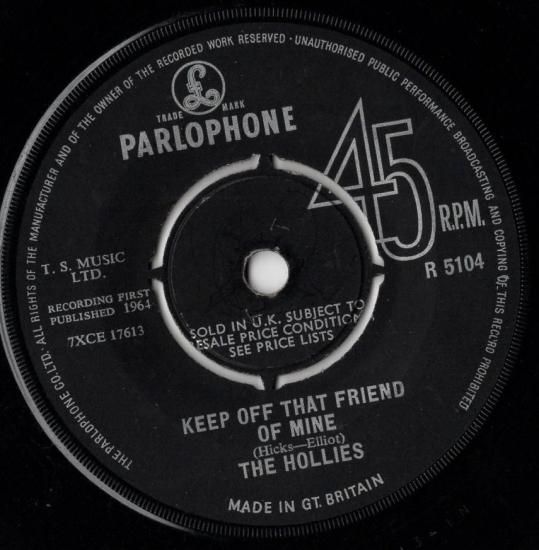 THE PARLOPHONE CO. LTD. ALL RIGHTS OF THE MANUFACTURER AND OF THE OWNER OF THE RECORDED WORK RESERVED · UNAUTHORISED PUBLIC PERFORMANCE BROADCASTING AND COPYING OF THIS RECORD PROHIBITED
£
TRADE MARK
PARLOPHONE
45
R.P.M.
R 5104
T. S. MUSIC
LTD.
RECORDING FIRST
PUBLISHED 1964
7XCE 17613
SOLD IN U.K. SUBJECT TO
RESALE PRICE CONDITIONS
SEE PRICE LISTS
KEEP OFF THAT FRIEND
OF MINE
(Hicks—Elliot)
THE HOLLIES
MADE IN GT. BRITAIN